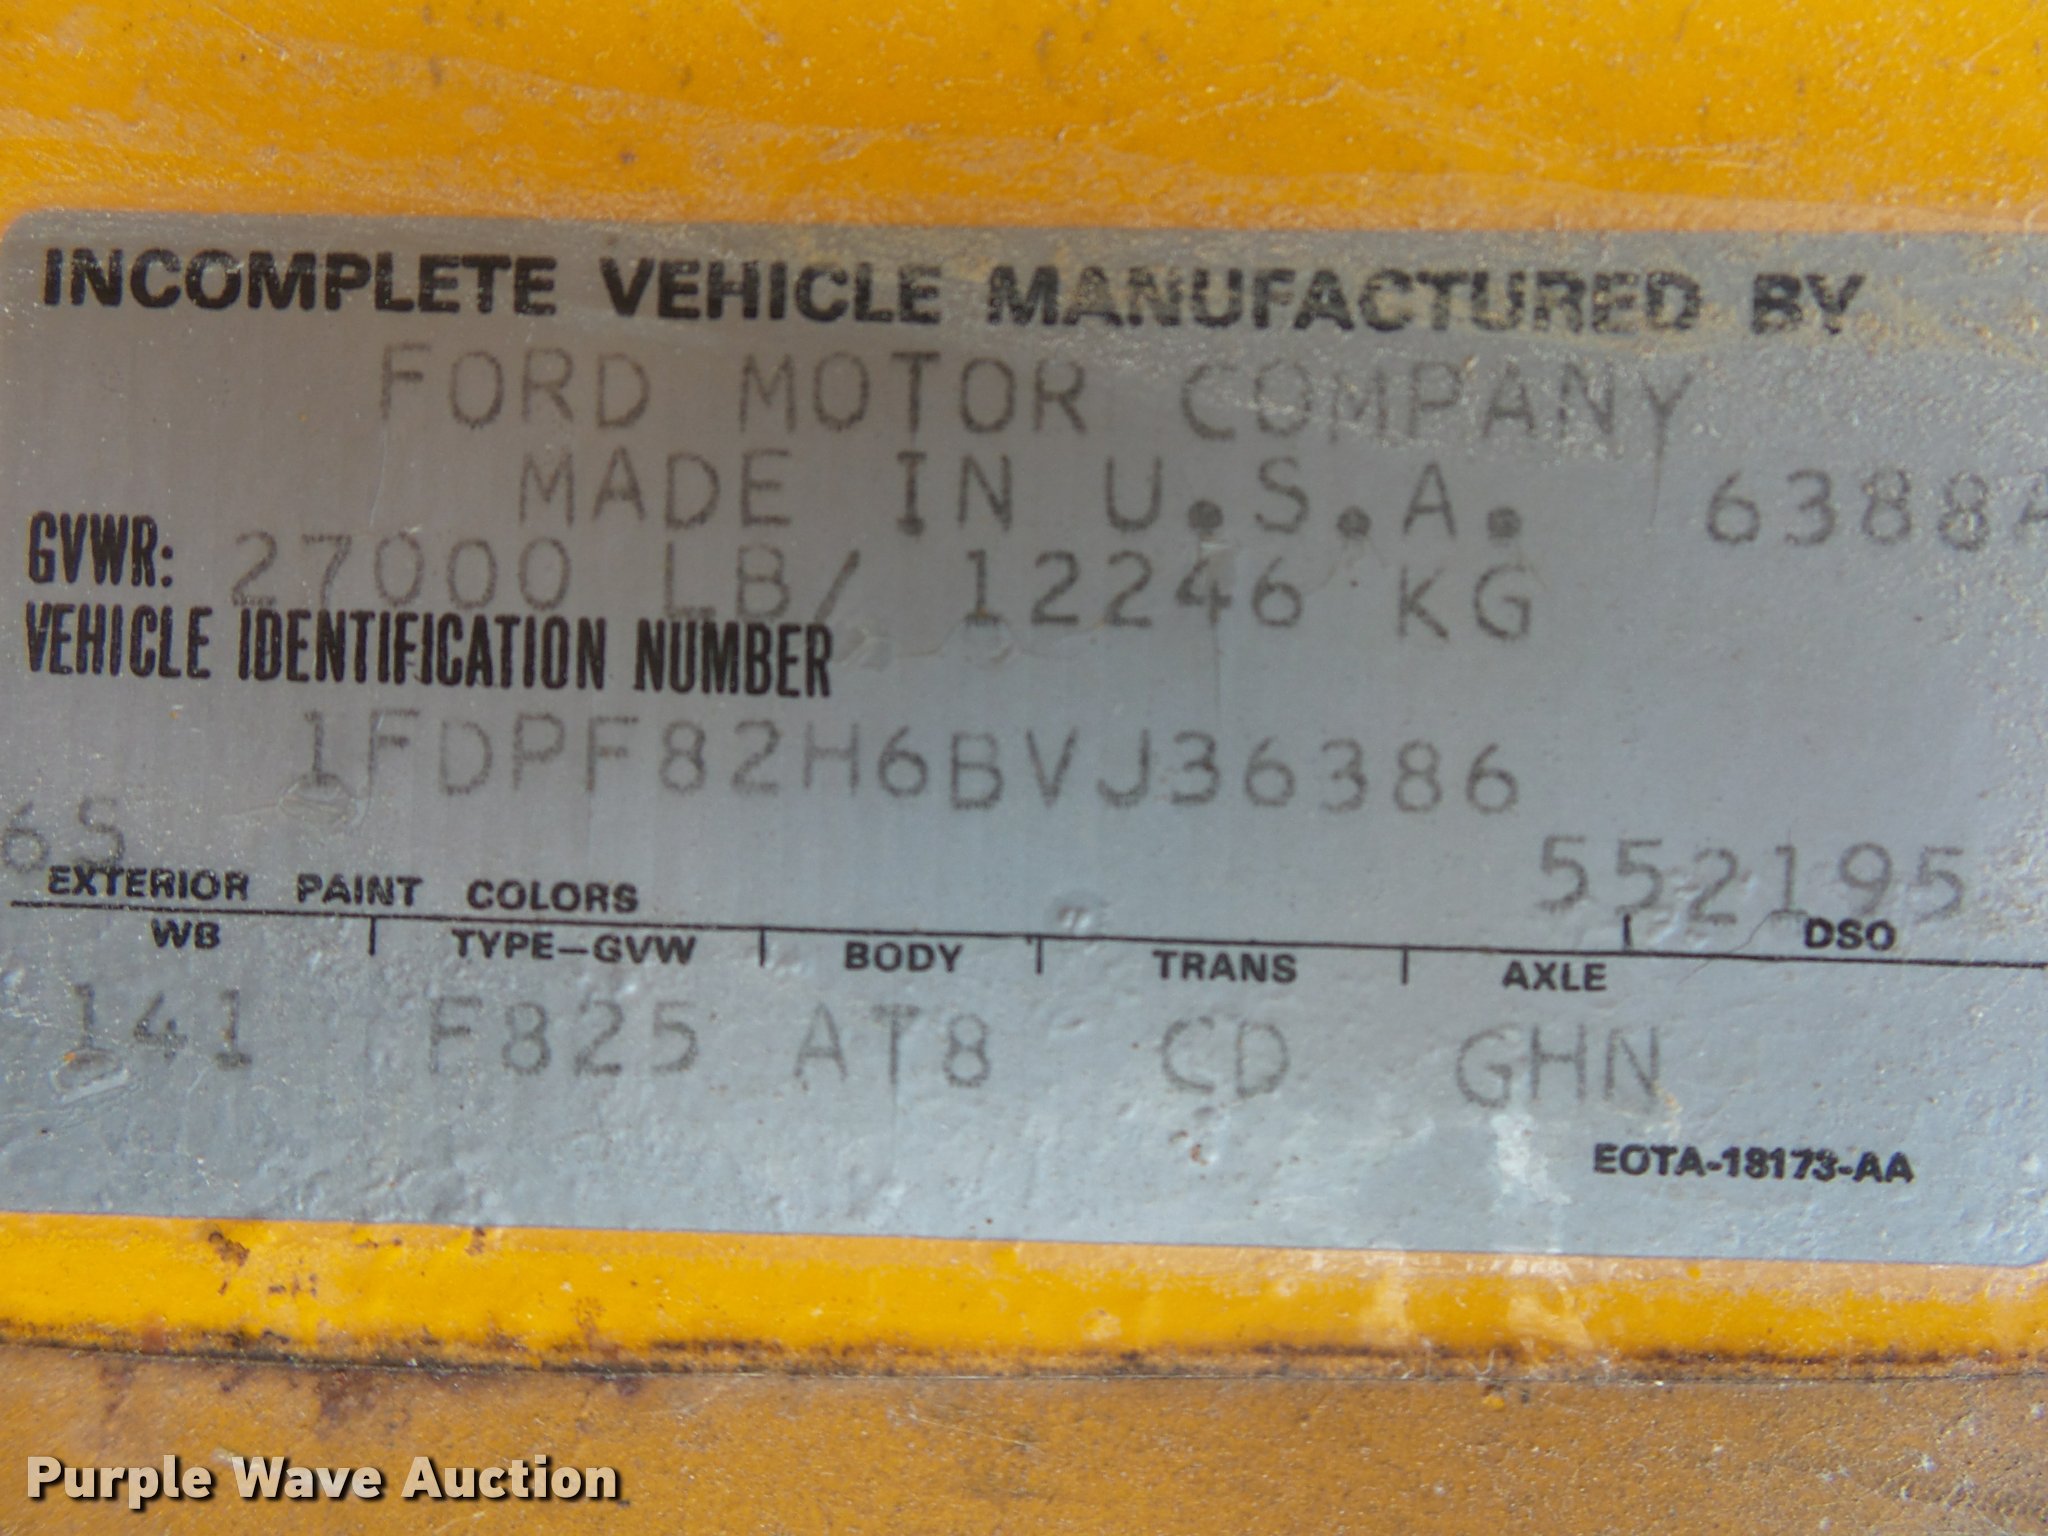 INCOMPLETE VEHICLE MANUFACTURED BY
FORD MOTOR COMPANY
MADE IN U.S.A. 6388A
GVWR: 27000 LB/ 12246 KG
VEHICLE IDENTIFICATION NUMBER
1FDPF82H6BVJ36386
6S 552195
EXTERIOR PAINT COLORS DSO
WB TYPE-GVW BODY TRANS AXLE
141 F825 AT8 CD GHN
EOTA-18173-AA
Purple Wave Auction